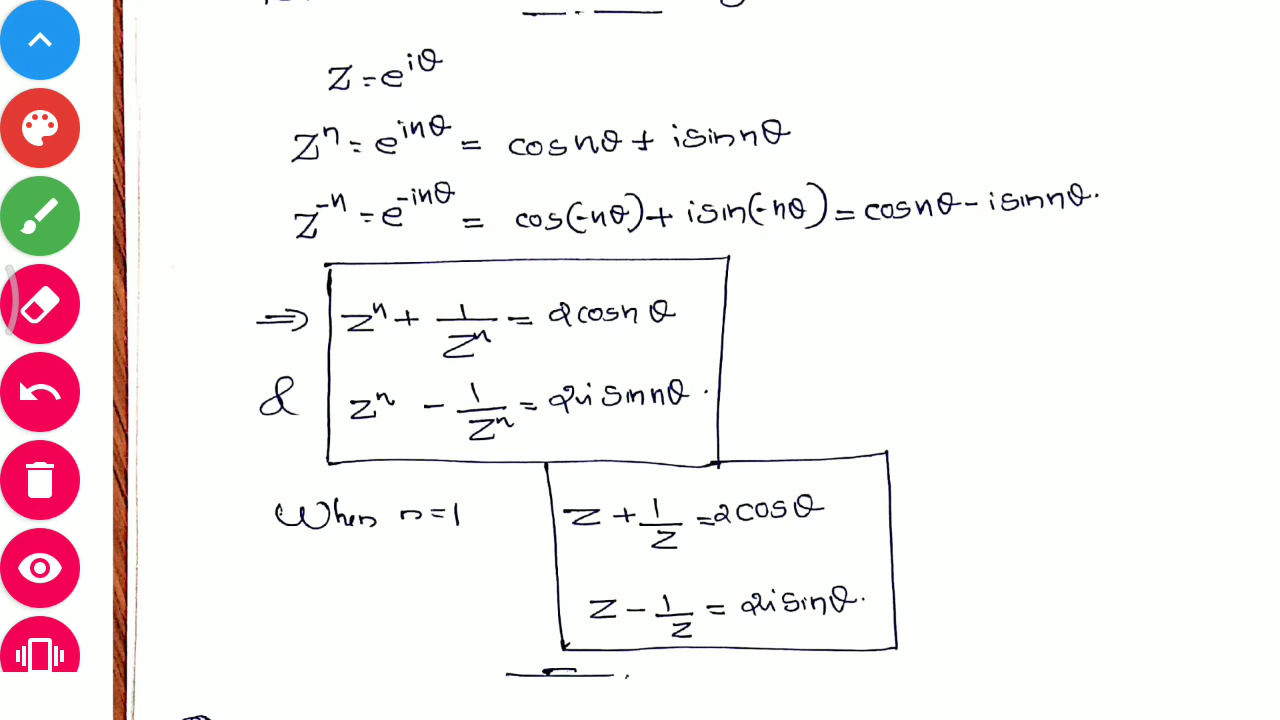 z = e^{iθ}
z^n = e^{inθ} = cos nθ + i sin nθ
z^{-n} = e^{-inθ} = cos(-nθ) + i sin(-nθ) = cos nθ - i sin nθ.
⇒ z^n + 1/z^n = 2 cos n θ
& z^n - 1/z^n = 2i sin nθ.
When n = 1
z + 1/z = 2 cos θ
z - 1/z = 2i sin θ.